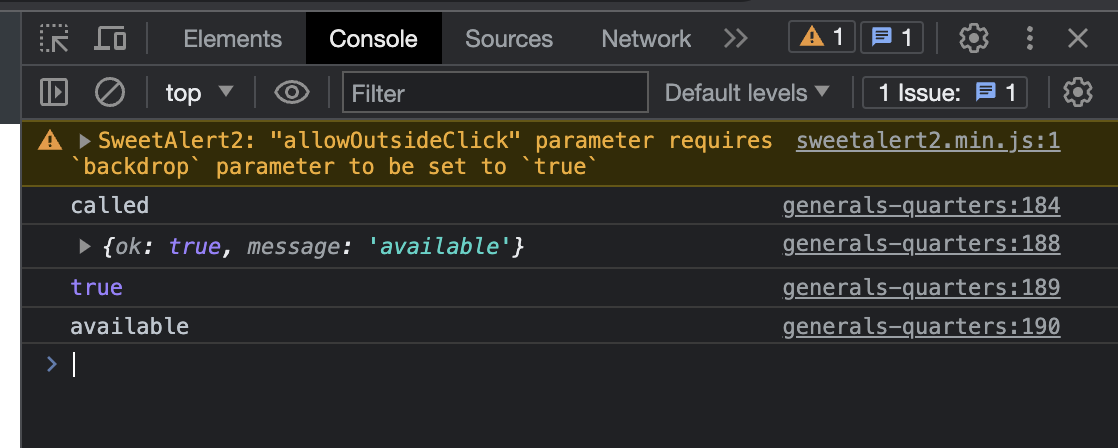 Elements Console Sources Network 1 1
top Filter Default levels 1 Issue: 1
SweetAlert2: "allowOutsideClick" parameter requires sweetalert2.min.js:1
`backdrop` parameter to be set to `true`
called generals-quarters:184
{ok: true, message: 'available'} generals-quarters:188
true generals-quarters:189
available generals-quarters:190